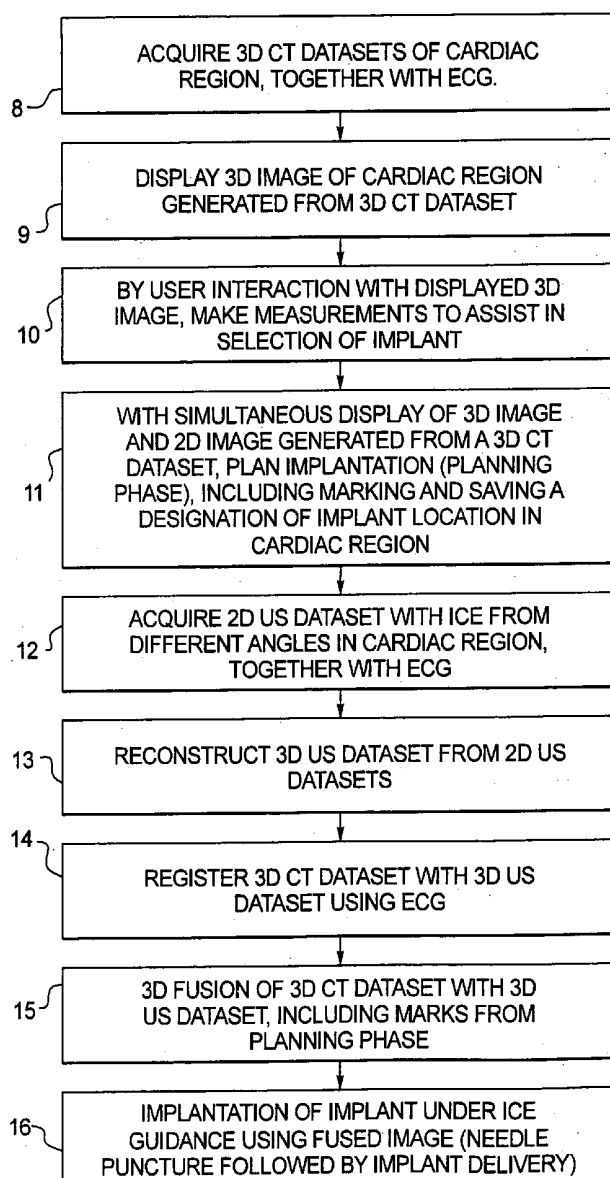 ACQUIRE 3D CT DATASETS OF CARDIAC
REGION, TOGETHER WITH ECG.
8
DISPLAY 3D IMAGE OF CARDIAC REGION
GENERATED FROM 3D CT DATASET
9
BY USER INTERACTION WITH DISPLAYED 3D
IMAGE, MAKE MEASUREMENTS TO ASSIST IN
SELECTION OF IMPLANT
10
WITH SIMULTANEOUS DISPLAY OF 3D IMAGE
AND 2D IMAGE GENERATED FROM A 3D CT
DATASET, PLAN IMPLANTATION (PLANNING
PHASE), INCLUDING MARKING AND SAVING A
DESIGNATION OF IMPLANT LOCATION IN
CARDIAC REGION
11
ACQUIRE 2D US DATASET WITH ICE FROM
DIFFERENT ANGLES IN CARDIAC REGION,
TOGETHER WITH ECG
12
RECONSTRUCT 3D US DATASET FROM 2D US
DATASETS
13
14
REGISTER 3D CT DATASET WITH 3D US
DATASET USING ECG
15
3D FUSION OF 3D CT DATASET WITH 3D
US DATASET, INCLUDING MARKS FROM
PLANNING PHASE
16
IMPLANTATION OF IMPLANT UNDER ICE
GUIDANCE USING FUSED IMAGE (NEEDLE
PUNCTURE FOLLOWED BY IMPLANT DELIVERY)